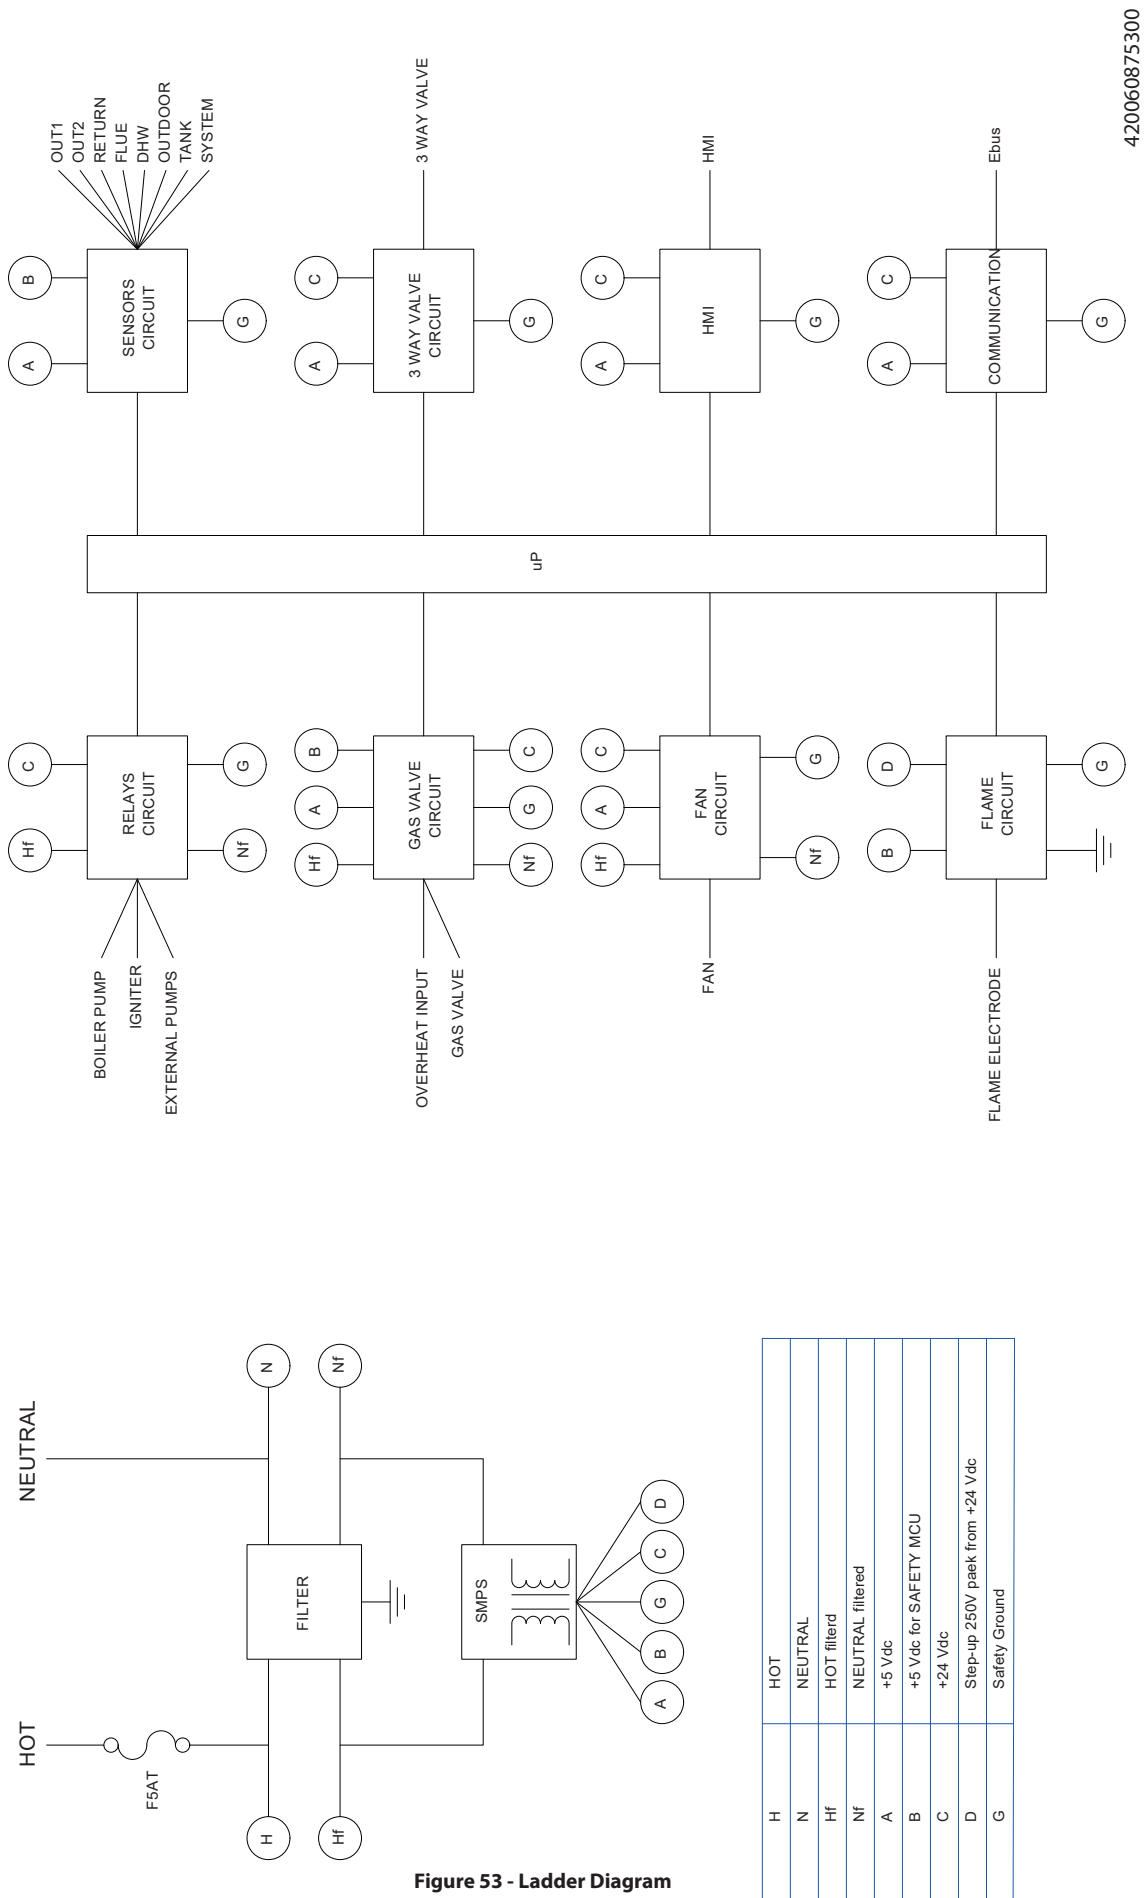 HOT
NEUTRAL
F5AT
H
N
FILTER
Hf
Nf
SMPS
A
B
G
C
D
H HOT
N NEUTRAL
Hf HOT filterd
Nf NEUTRAL filtered
A +5 Vdc
B +5 Vdc for SAFETY MCU
C +24 Vdc
D Step-up 250V paek from +24 Vdc
G Safety Ground
BOILER PUMP
IGNITER
EXTERNAL PUMPS
Hf
C
RELAYS
CIRCUIT
Nf
G
OVERHEAT INPUT
GAS VALVE
Hf
A
B
GAS VALVE
CIRCUIT
Nf
G
C
FAN
Hf
A
C
FAN
CIRCUIT
Nf
G
FLAME ELECTRODE
B
D
FLAME
CIRCUIT
G
uP
A
B
SENSORS
CIRCUIT
G
OUT1
OUT2
RETURN
FLUE
DHW
OUTDOOR
TANK
SYSTEM
A
C
3 WAY VALVE
CIRCUIT
G
3 WAY VALVE
A
C
HMI
G
HMI
A
C
COMMUNICATION
G
Ebus
420060875300
Figure 53 - Ladder Diagram